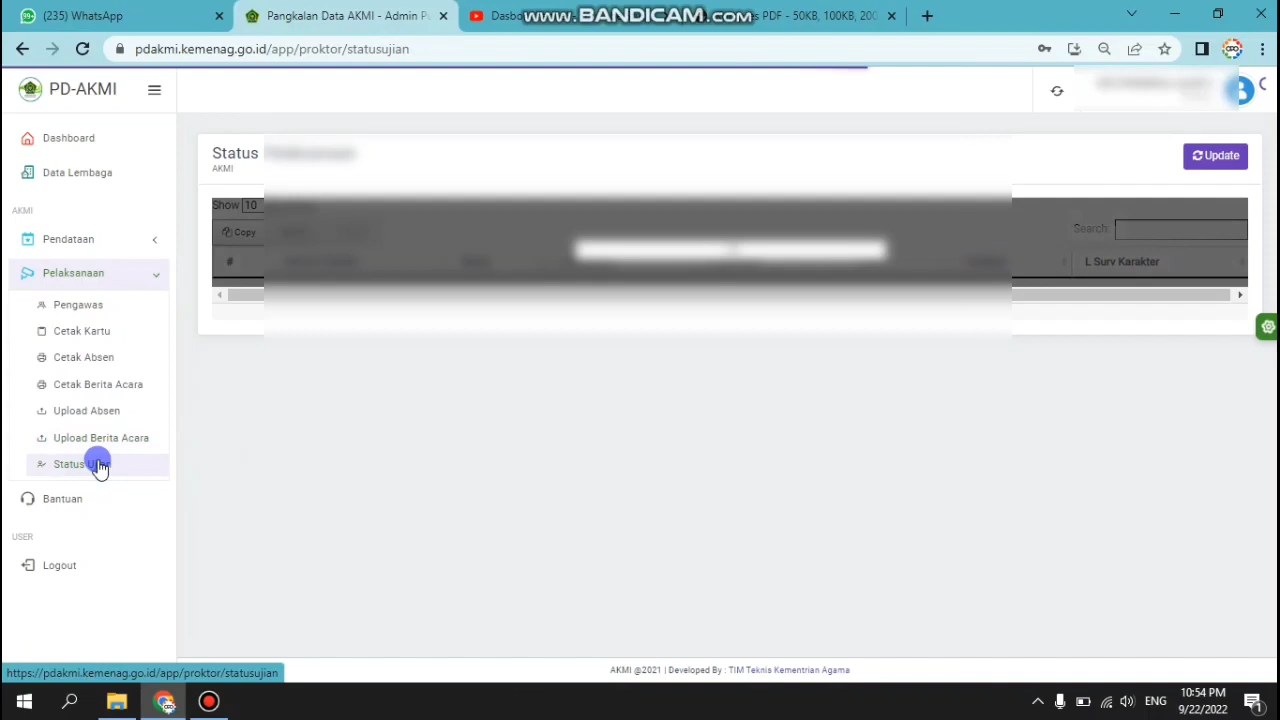 (235) WhatsApp
Pangkalan Data AKMI - Admin P
Dasbo
www.BANDICAM.com
s PDF - 50KB, 100KB, 200
pdakmi.kemenag.go.id/app/proktor/statusujian
PD-AKMI
Dashboard
Data Lembaga
AKMI
Pendataan
Pelaksanaan
Pengawas
Cetak Kartu
Cetak Absen
Cetak Berita Acara
Upload Absen
Upload Berita Acara
Status
Bantuan
USER
Logout
Status Pelaksanaan
AKMI
Update
Show 10
Copy
Search:
#
L Surv Karakter
AKMI @2021 | Developed By : TIM Teknis Kementrian Agama
https://pdakmi.kemenag.go.id/app/proktor/statusujian
ENG
10:54 PM
9/22/2022
1